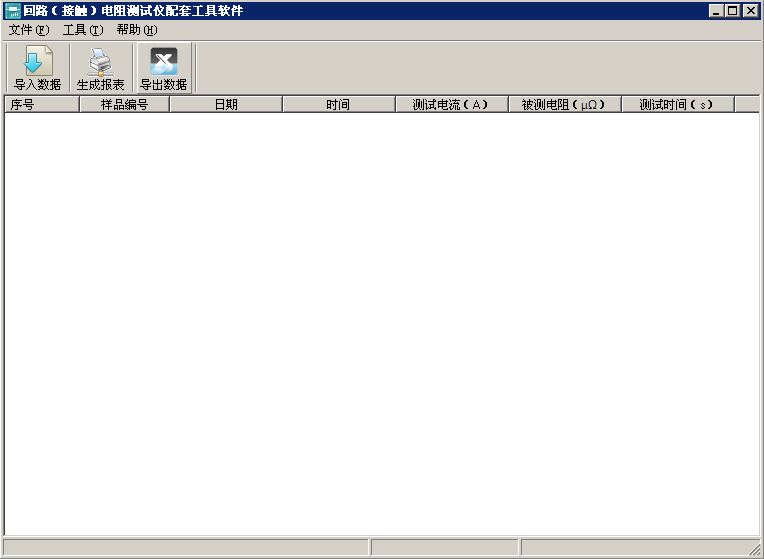 回路（接触）电阻测试仪配套工具软件
文件(F) 工具(T) 帮助(H)
导入数据 生成报表 导出数据
序号 样品编号 日期 时间 测试电流（A） 被测电阻（μΩ） 测试时间（s）